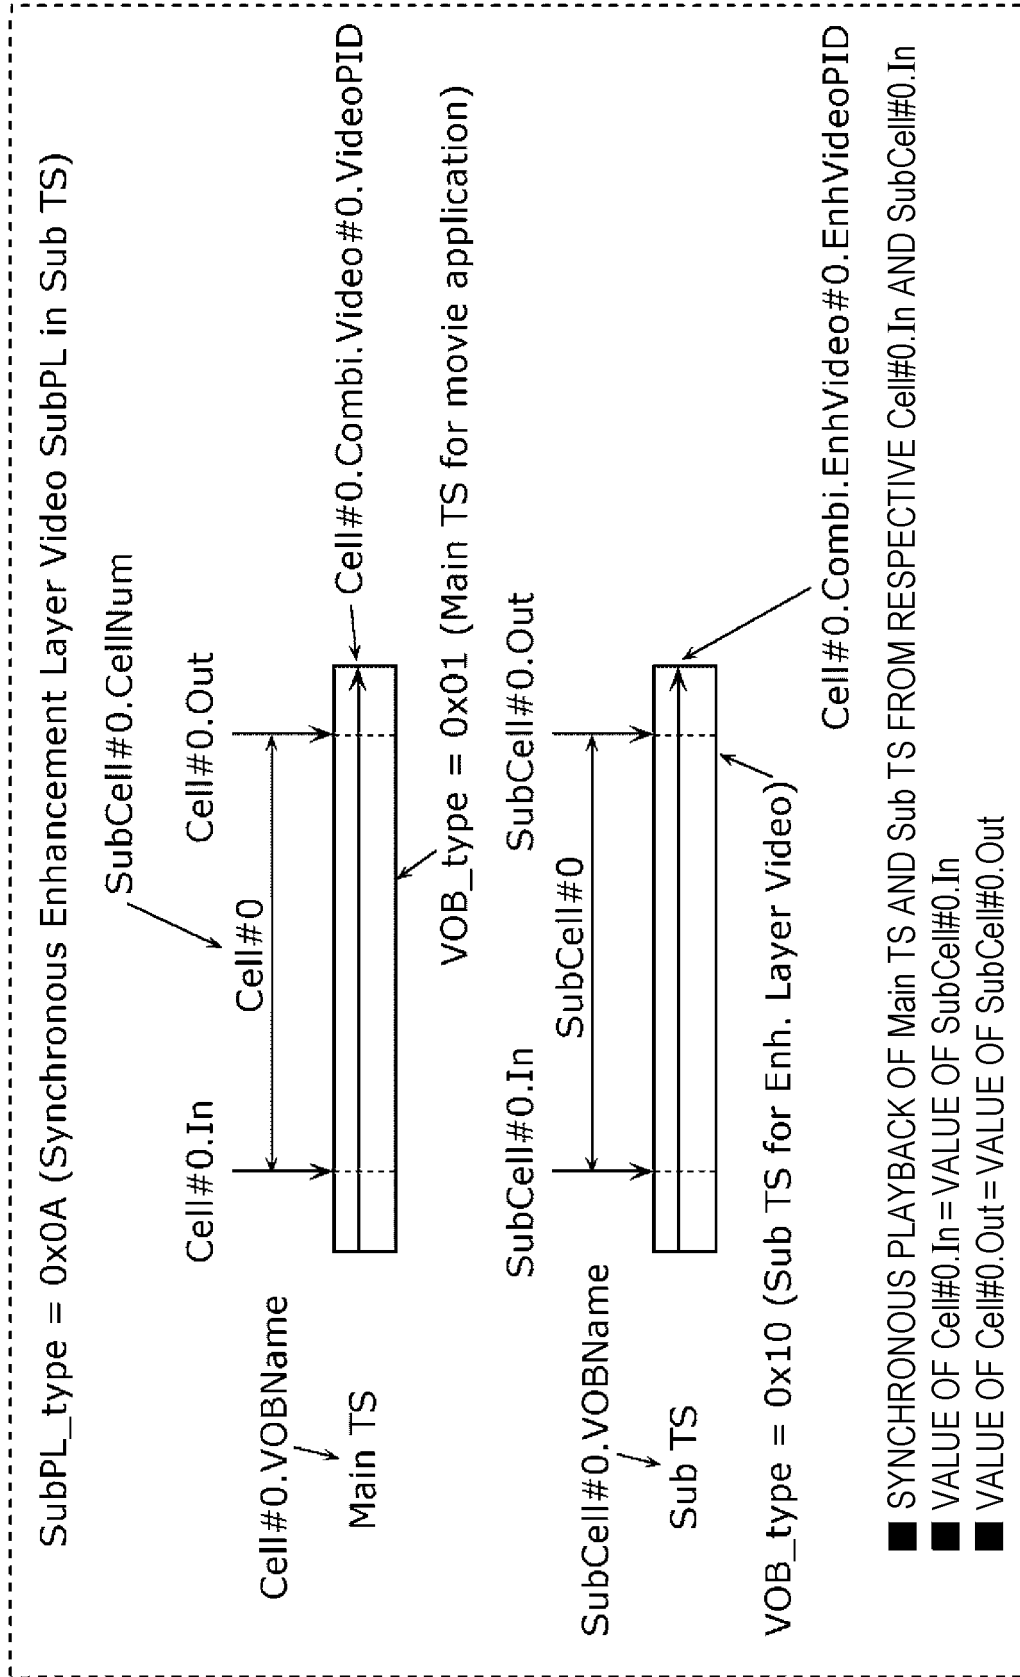 SubPL_type = 0x0A (Synchronous Enhancement Layer Video SubPL in Sub TS)
SubCell#0.CellNum
Cell#0.In
Cell#0.Out
Cell#0
Cell#0.VOBName
Main TS
Cell#0.Combi.Video#0.VideoPID
VOB_type = 0x01 (Main TS for movie application)
SubCell#0.In
SubCell#0.Out
SubCell#0
SubCell#0.VOBName
Sub TS
VOB_type = 0x10 (Sub TS for Enh. Layer Video)
Cell#0.Combi.EnhVideo#0.EnhVideoPID
■ SYNCHRONOUS PLAYBACK OF Main TS AND Sub TS FROM RESPECTIVE Cell#0.In AND SubCell#0.In
■ VALUE OF Cell#0.In = VALUE OF SubCell#0.In
■ VALUE OF Cell#0.Out = VALUE OF SubCell#0.Out